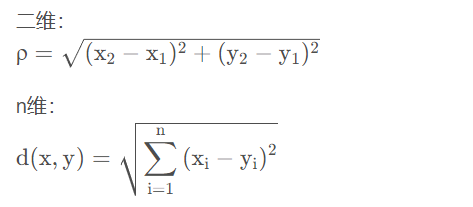 二维：
ρ = √(x₂ − x₁)² + (y₂ − y₁)²
n维：
d(x, y) = √∑ᵢ₌₁ⁿ (xᵢ − yᵢ)²